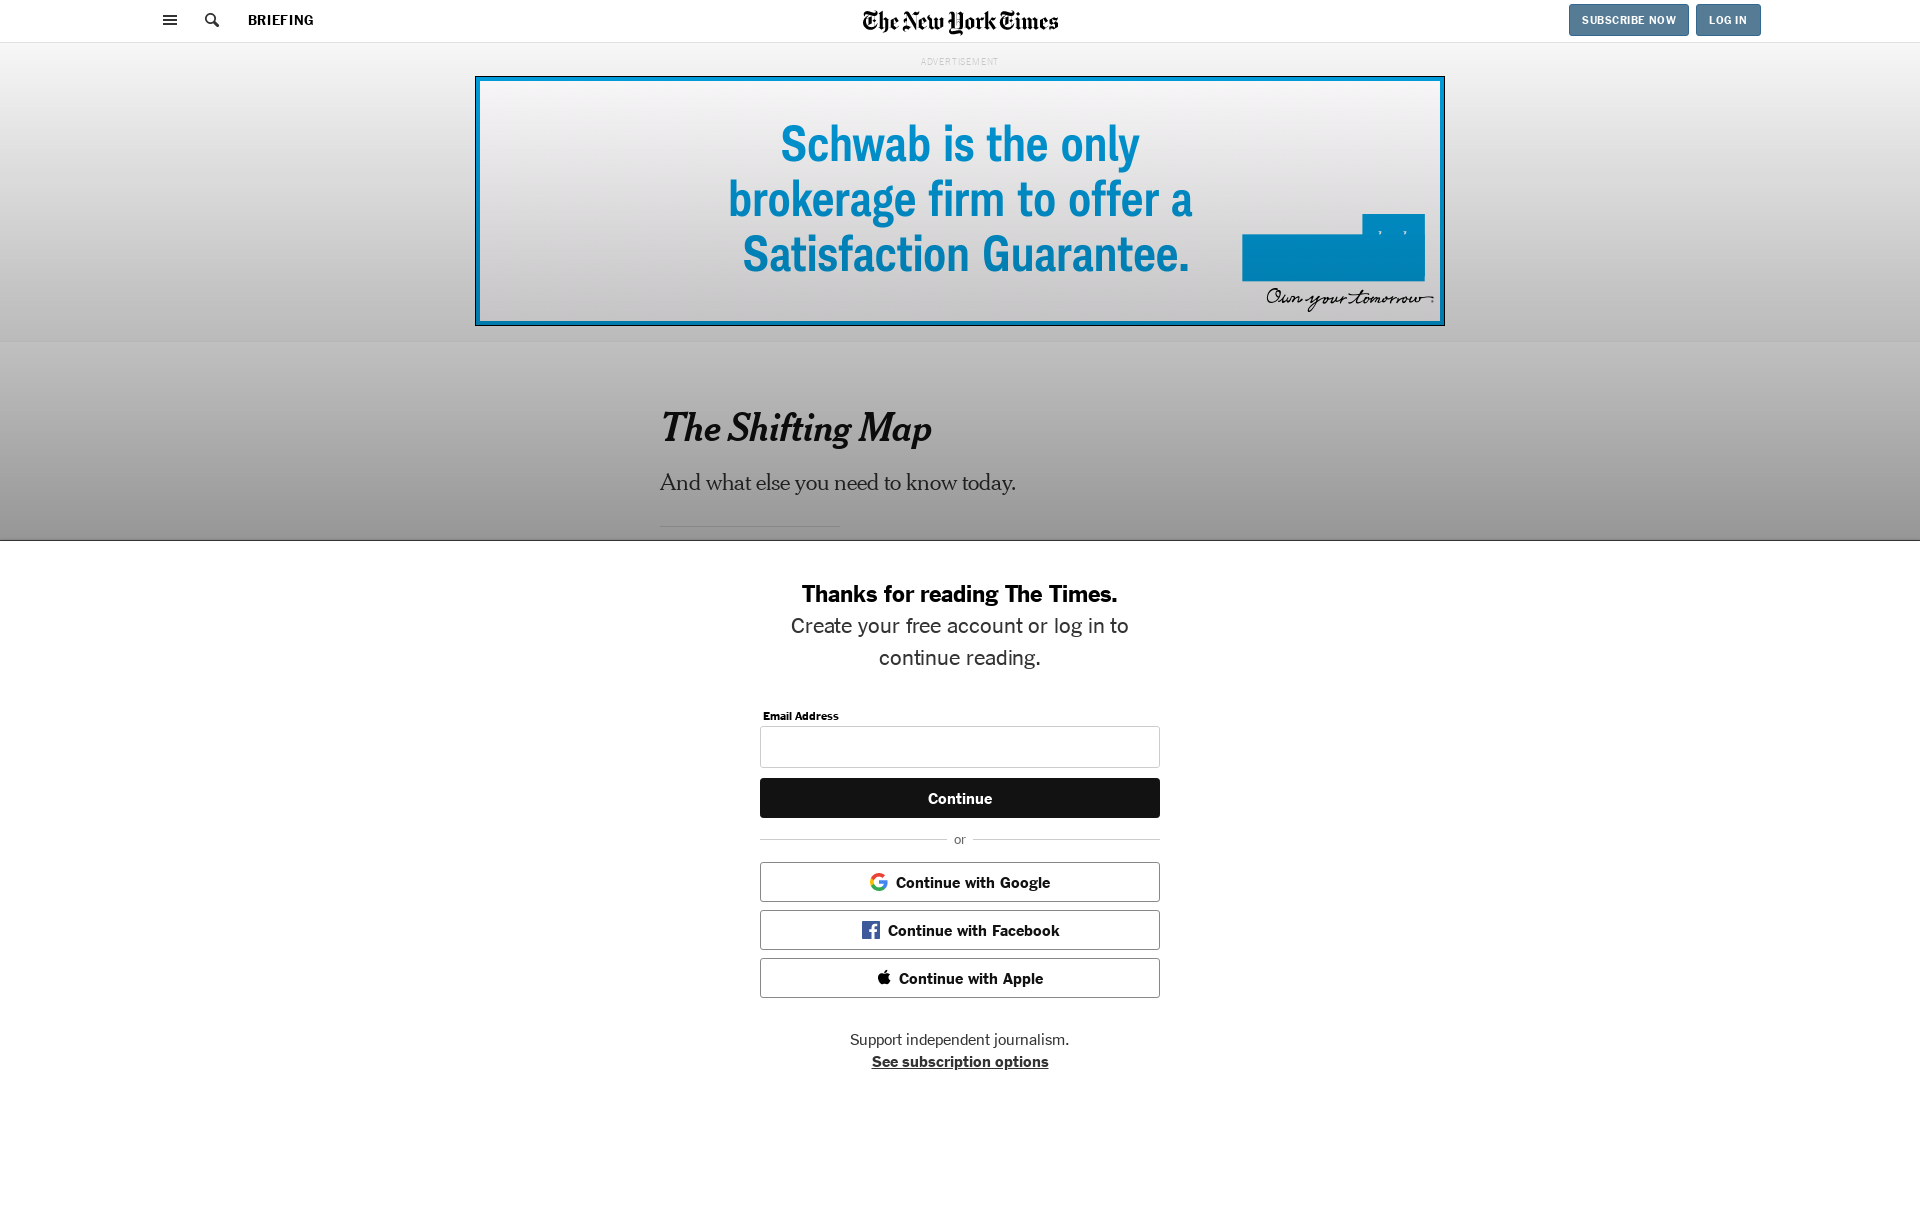 BRIEFING
The New York Times
SUBSCRIBE NOW
LOG IN
ADVERTISEMENT
Schwab is the only
brokerage firm to offer a
Satisfaction Guarantee.
Own your tomorrow
The Shifting Map
And what else you need to know today.
Thanks for reading The Times.
Create your free account or log in to
continue reading.
Email Address
Continue
or
Continue with Google
Continue with Facebook
Continue with Apple
Support independent journalism.
See subscription options